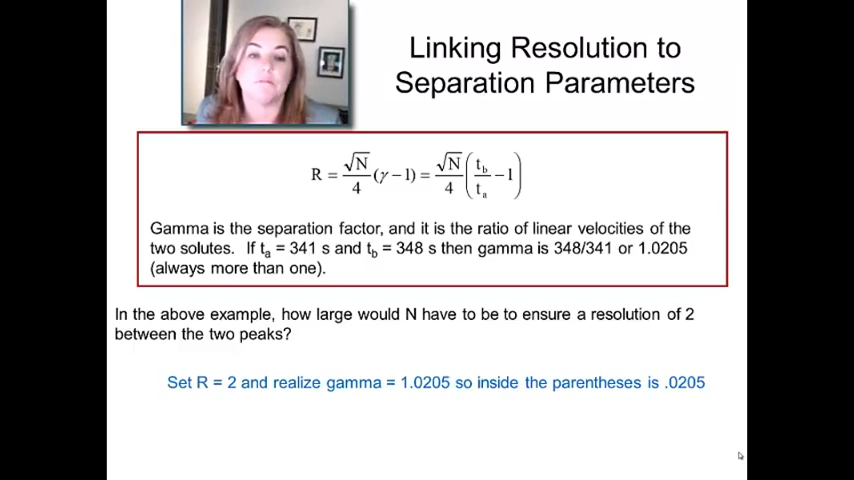 Linking Resolution to
Separation Parameters
R = √N/4 (γ − 1) = √N/4 (t_b/t_a − 1)
Gamma is the separation factor, and it is the ratio of linear velocities of the
two solutes. If t_a = 341 s and t_b = 348 s then gamma is 348/341 or 1.0205
(always more than one).
In the above example, how large would N have to be to ensure a resolution of 2
between the two peaks?
Set R = 2 and realize gamma = 1.0205 so inside the parentheses is .0205